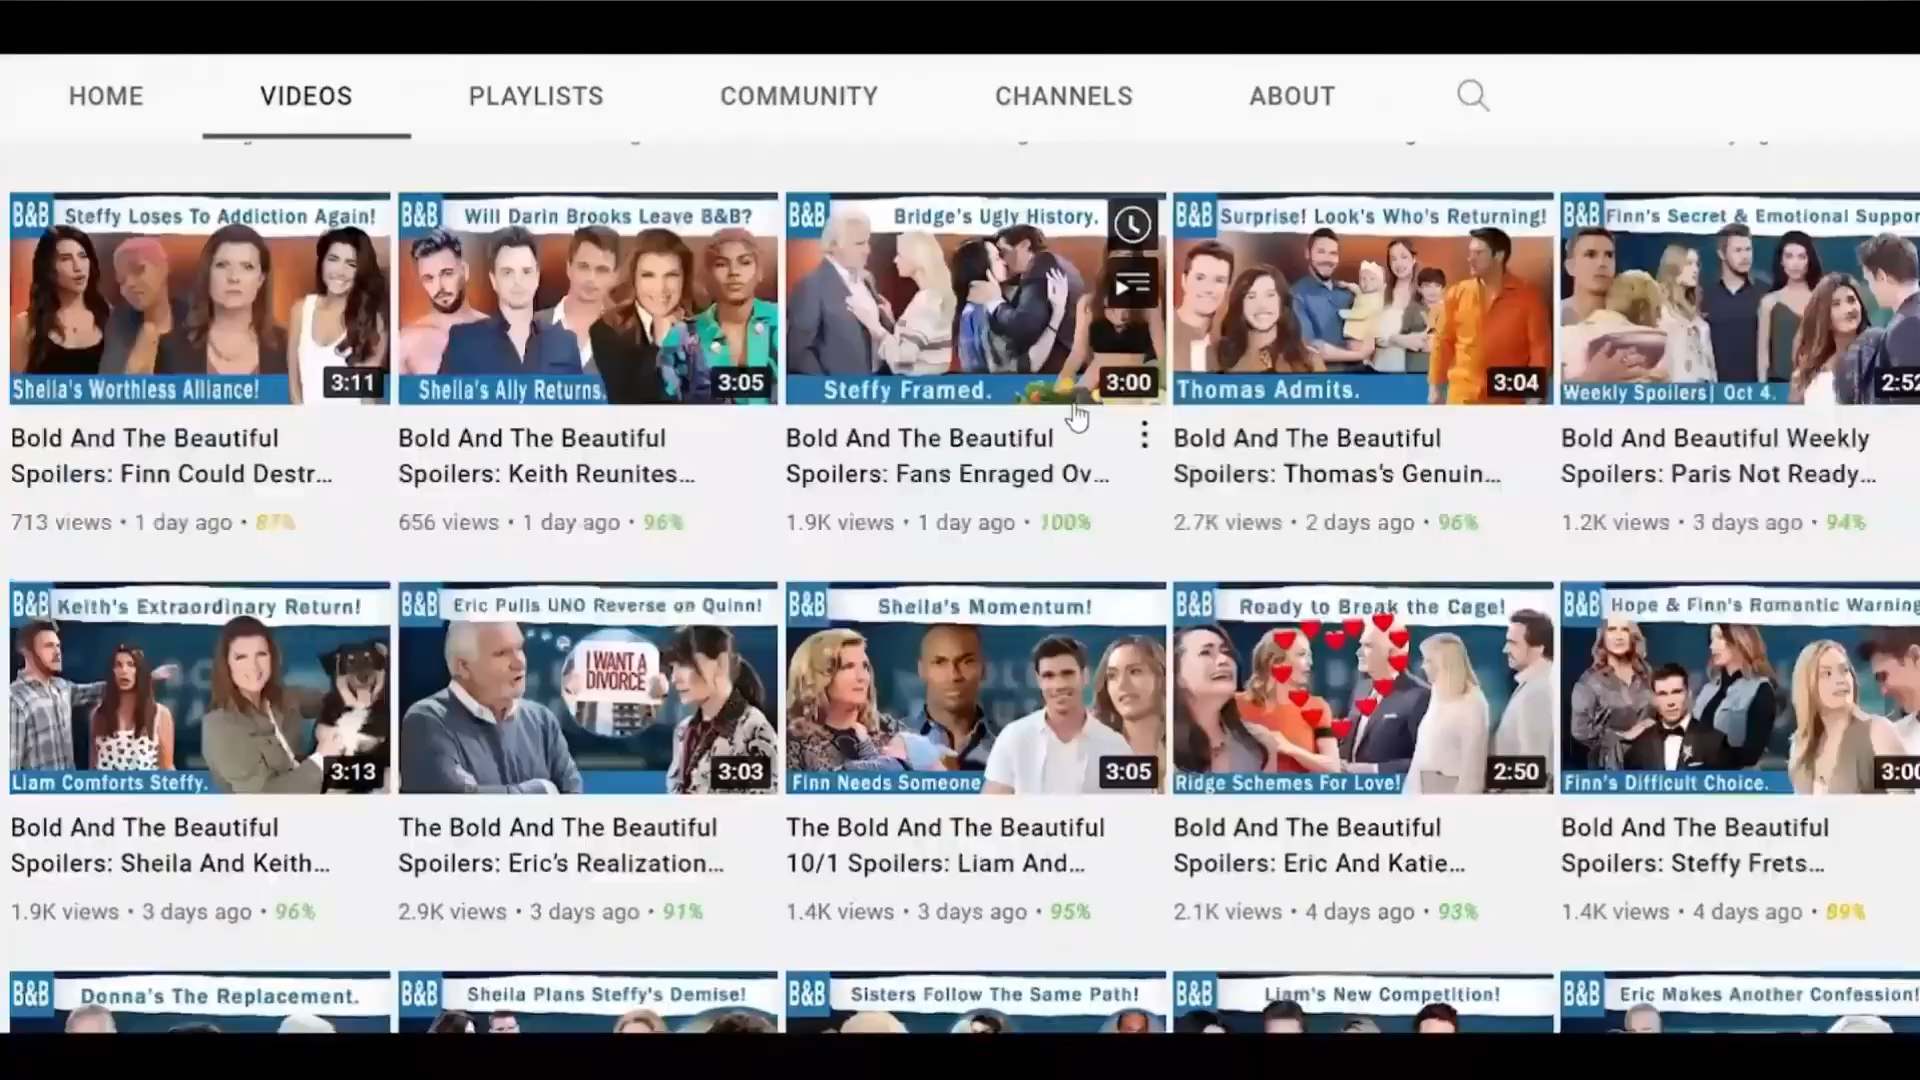 HOME VIDEOS PLAYLISTS COMMUNITY CHANNELS ABOUT
B&B Steffy Loses To Addiction Again!
Sheila's Worthless Alliance!
3:11
B&B Will Darin Brooks Leave B&B?
Sheila's Ally Returns.
3:05
B&B Bridge's Ugly History.
Steffy Framed.
3:00
B&B Surprise! Look's Who's Returning!
Thomas Admits.
3:04
B&B Finn's Secret & Emotional Suppor
Weekly Spoilers| Oct 4.
2:52
Bold And The Beautiful
Spoilers: Finn Could Destr...
713 views • 1 day ago •
Bold And The Beautiful
Spoilers: Keith Reunites...
656 views • 1 day ago • 96%
Bold And The Beautiful
Spoilers: Fans Enraged Ov...
1.9K views • 1 day ago • 100%
Bold And The Beautiful
Spoilers: Thomas's Genuin...
2.7K views • 2 days ago • 96%
Bold And Beautiful Weekly
Spoilers: Paris Not Ready...
1.2K views • 3 days ago • 94%
B&B Keith's Extraordinary Return!
Liam Comforts Steffy.
3:13
B&B Eric Pulls UNO Reverse on Quinn!
I WANT A
DIVORCE
3:03
B&B Sheila's Momentum!
Finn Needs Someone
3:05
B&B Ready to Break the Cage!
Ridge Schemes For Love!
2:50
B&B Hope & Finn's Romantic Warning
Finn's Difficult Choice.
3:00
Bold And The Beautiful
Spoilers: Sheila And Keith...
1.9K views • 3 days ago • 96%
The Bold And The Beautiful
Spoilers: Eric's Realization...
2.9K views • 3 days ago • 91%
The Bold And The Beautiful
10/1 Spoilers: Liam And...
1.4K views • 3 days ago • 95%
Bold And The Beautiful
Spoilers: Eric And Katie...
2.1K views • 4 days ago • 93%
Bold And The Beautiful
Spoilers: Steffy Frets...
1.4K views • 4 days ago • 89%
B&B Donna's The Replacement.
B&B Sheila Plans Steffy's Demise!
B&B Sisters Follow The Same Path!
B&B Liam's New Competition!
B&B Eric Makes Another Confession!